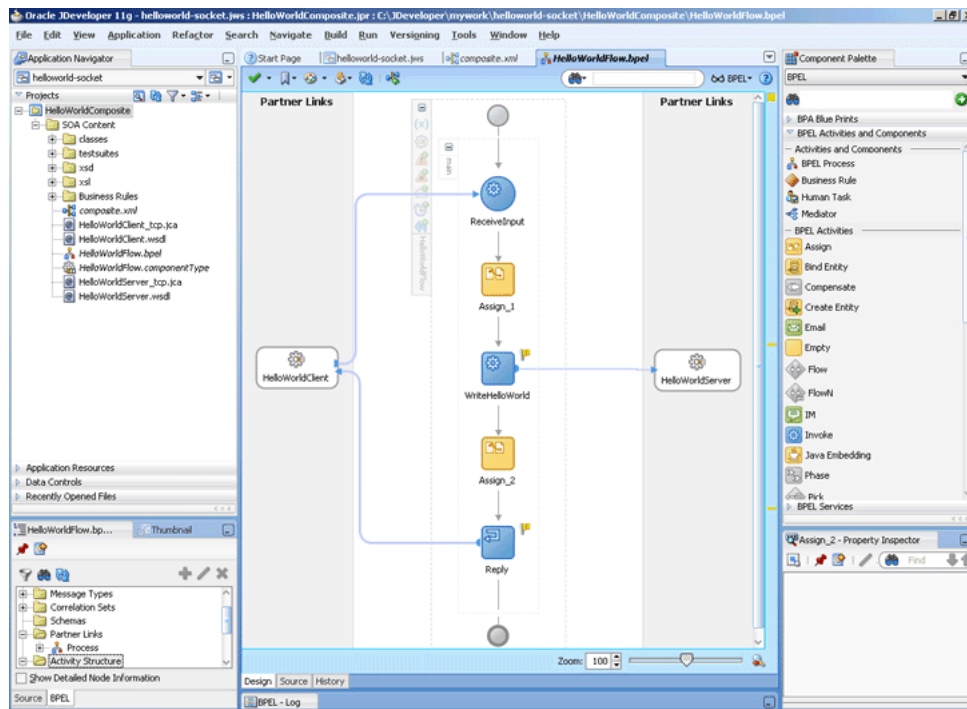 Oracle JDeveloper 11g - helloworld-socket.jws : HelloWorldComposite.jpr : C:\JDeveloper\mywork\helloworld-socket\HelloWorldComposite\HelloWorldFlow.bpel
File Edit View Application Refactor Search Navigate Build Run Versioning Tools Window Help
Application Navigator
helloworld-socket
Projects
HelloWorldComposite
SOA Content
classes
testsuites
xsd
xsl
Business Rules
composite.xml
HelloWorldClient_tcp.jca
HelloWorldClient.wsdl
HelloWorldFlow.bpel
HelloWorldFlow.componentType
HelloWorldServer_tcp.jca
HelloWorldServer.wsdl
Application Resources
Data Controls
Recently Opened Files
HelloWorldFlow.bp... Thumbnail
Message Types
Correlation Sets
Schemas
Partner Links
Process
Activity Structure
Show Detailed Node Information
Source BPEL
Start Page helloworld-socket.jws composite.xml HelloWorldFlow.bpel
BPEL
Partner Links Partner Links
main
HelloWorldFlow
ReceiveInput
Assign_1
HelloWorldClient
WriteHelloWorld
HelloWorldServer
Assign_2
Reply
Zoom: 100
Design Source History
BPEL - Log
Component Palette
BPEL
BPA Blue Prints
BPEL Activities and Components
Activities and Components
BPEL Process
Business Rule
Human Task
Mediator
BPEL Activities
Assign
Bind Entity
Compensate
Create Entity
Email
Empty
Flow
FlowN
IM
Invoke
Java Embedding
Phase
Pick
BPEL Services
Assign_2 - Property Inspector
Find